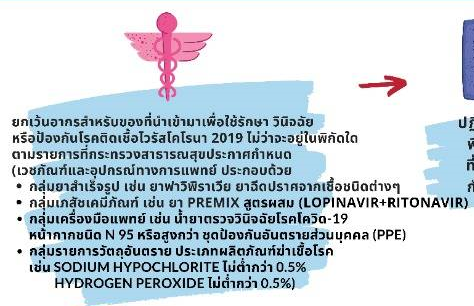 ยกเว้นอากรสำหรับของที่นำเข้ามาเพื่อใช้รักษา วินิจฉัย
หรือป้องกันโรคติดเชื้อไวรัสโคโรนา 2019 ไม่ว่าจะอยู่ในพิกัดใด
ตามรายการที่กระทรวงสาธารณสุขประกาศกำหนด
(เวชภัณฑ์และอุปกรณ์ทางการแพทย์ ประกอบด้วย
• กลุ่มยาสำเร็จรูป เช่น ยาฟาวิพิราเวีย ยาฉีดปราศจากเชื้อชนิดต่างๆ
• กลุ่มเภสัชเคมีภัณฑ์ เช่น ยา PREMIX สูตรผสม (LOPINAVIR+RITONAVIR)
• กลุ่มเครื่องมือแพทย์ เช่น น้ำยาตรวจวินิจฉัยโรคโควิด-19
หน้ากากชนิด N 95 หรือสูงกว่า ชุดป้องกันอันตรายส่วนบุคคล (PPE)
• กลุ่มรายการวัตถุอันตราย ประเภทผลิตภัณฑ์ฆ่าเชื้อโรค
เช่น SODIUM HYPOCHLORITE ไม่ต่ำกว่า 0.5%
HYDROGEN PEROXIDE ไม่ต่ำกว่า 0.5%)